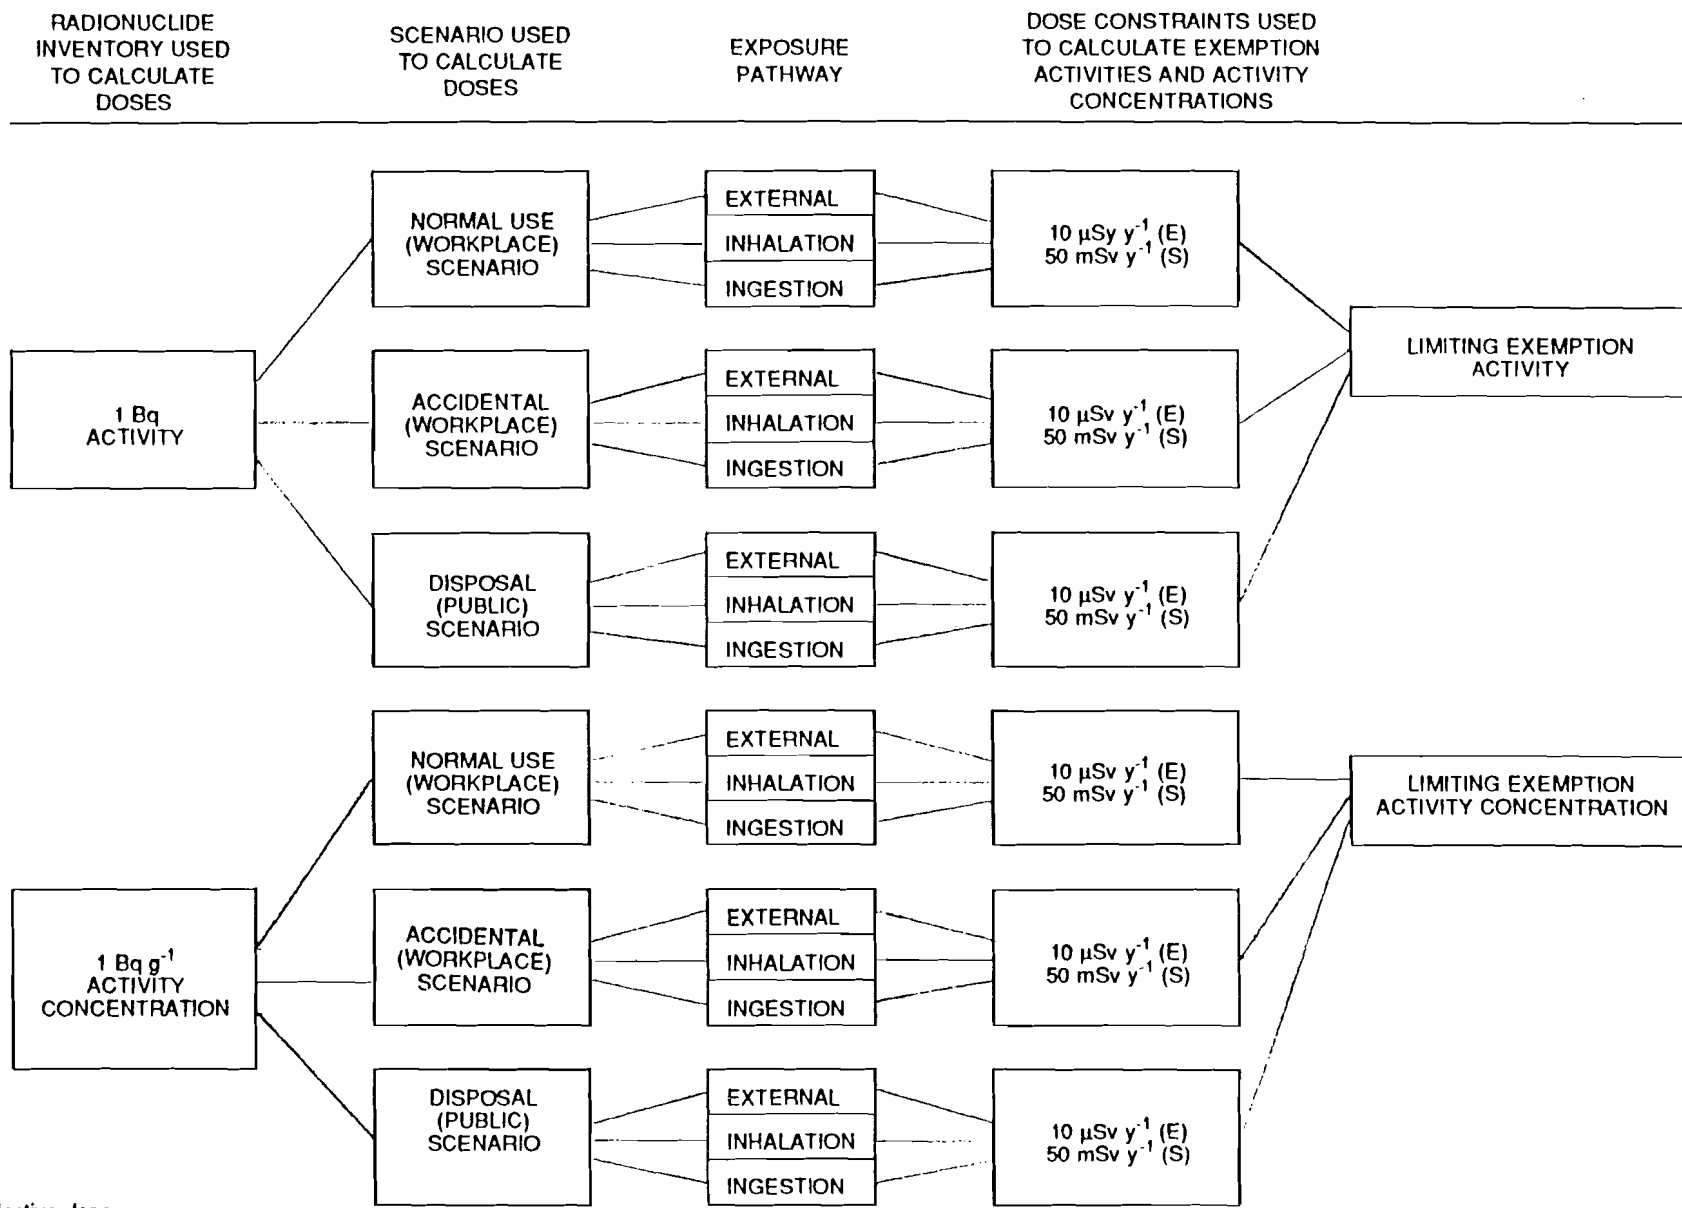 RADIONUCLIDE
INVENTORY USED
TO CALCULATE
DOSES
SCENARIO USED
TO CALCULATE
DOSES
EXPOSURE
PATHWAY
DOSE CONSTRAINTS USED
TO CALCULATE EXEMPTION
ACTIVITIES AND ACTIVITY
CONCENTRATIONS
1 Bq
ACTIVITY
NORMAL USE
(WORKPLACE)
SCENARIO
EXTERNAL
INHALATION
INGESTION
10 µSy y⁻¹ (E)
50 mSv y⁻¹ (S)
ACCIDENTAL
(WORKPLACE)
SCENARIO
EXTERNAL
INHALATION
INGESTION
10 µSv y⁻¹ (E)
50 mSv y⁻¹ (S)
DISPOSAL
(PUBLIC)
SCENARIO
EXTERNAL
INHALATION
INGESTION
10 µSv y⁻¹ (E)
50 mSv y⁻¹ (S)
LIMITING EXEMPTION
ACTIVITY
1 Bq g⁻¹
ACTIVITY
CONCENTRATION
NORMAL USE
(WORKPLACE)
SCENARIO
EXTERNAL
INHALATION
INGESTION
10 µSv y⁻¹ (E)
50 mSv y⁻¹ (S)
ACCIDENTAL
(WORKPLACE)
SCENARIO
EXTERNAL
INHALATION
INGESTION
10 µSv y⁻¹ (E)
50 mSv y⁻¹ (S)
DISPOSAL
(PUBLIC)
SCENARIO
EXTERNAL
INHALATION
INGESTION
10 µSv y⁻¹ (E)
50 mSv y⁻¹ (S)
LIMITING EXEMPTION
ACTIVITY CONCENTRATION